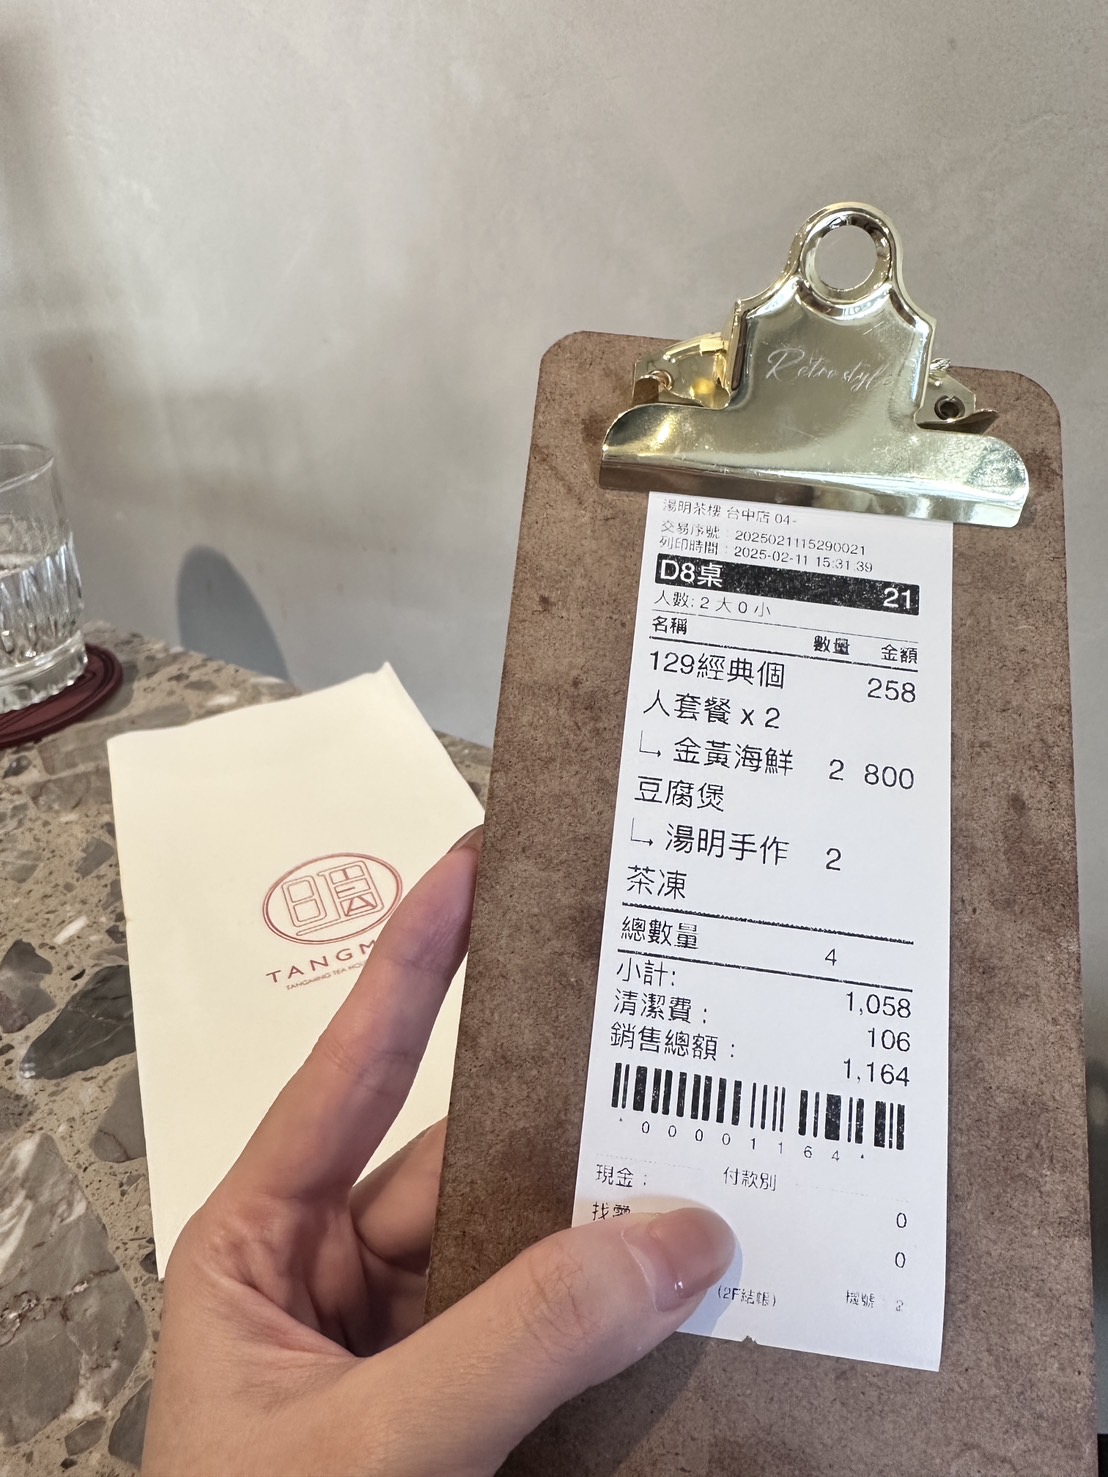 Retro style
湯明茶樓 台中店 04-
交易序號：2025021115290021
列印時間：2025-02-11 15:31:39
D8桌 21
人數: 2 大 0 小
名稱 數量 金額
129經典個 258
人套餐 x 2
└→ 金黃海鮮 2 800
豆腐煲
└→ 湯明手作 2
茶凍
總數量 4
小計: 1,058
清潔費： 106
銷售總額： 1,164
*00001164*
現金： 付款別
0
找
0
(2F結帳) 機號 2
TANGM
TANGMING TEA HOU